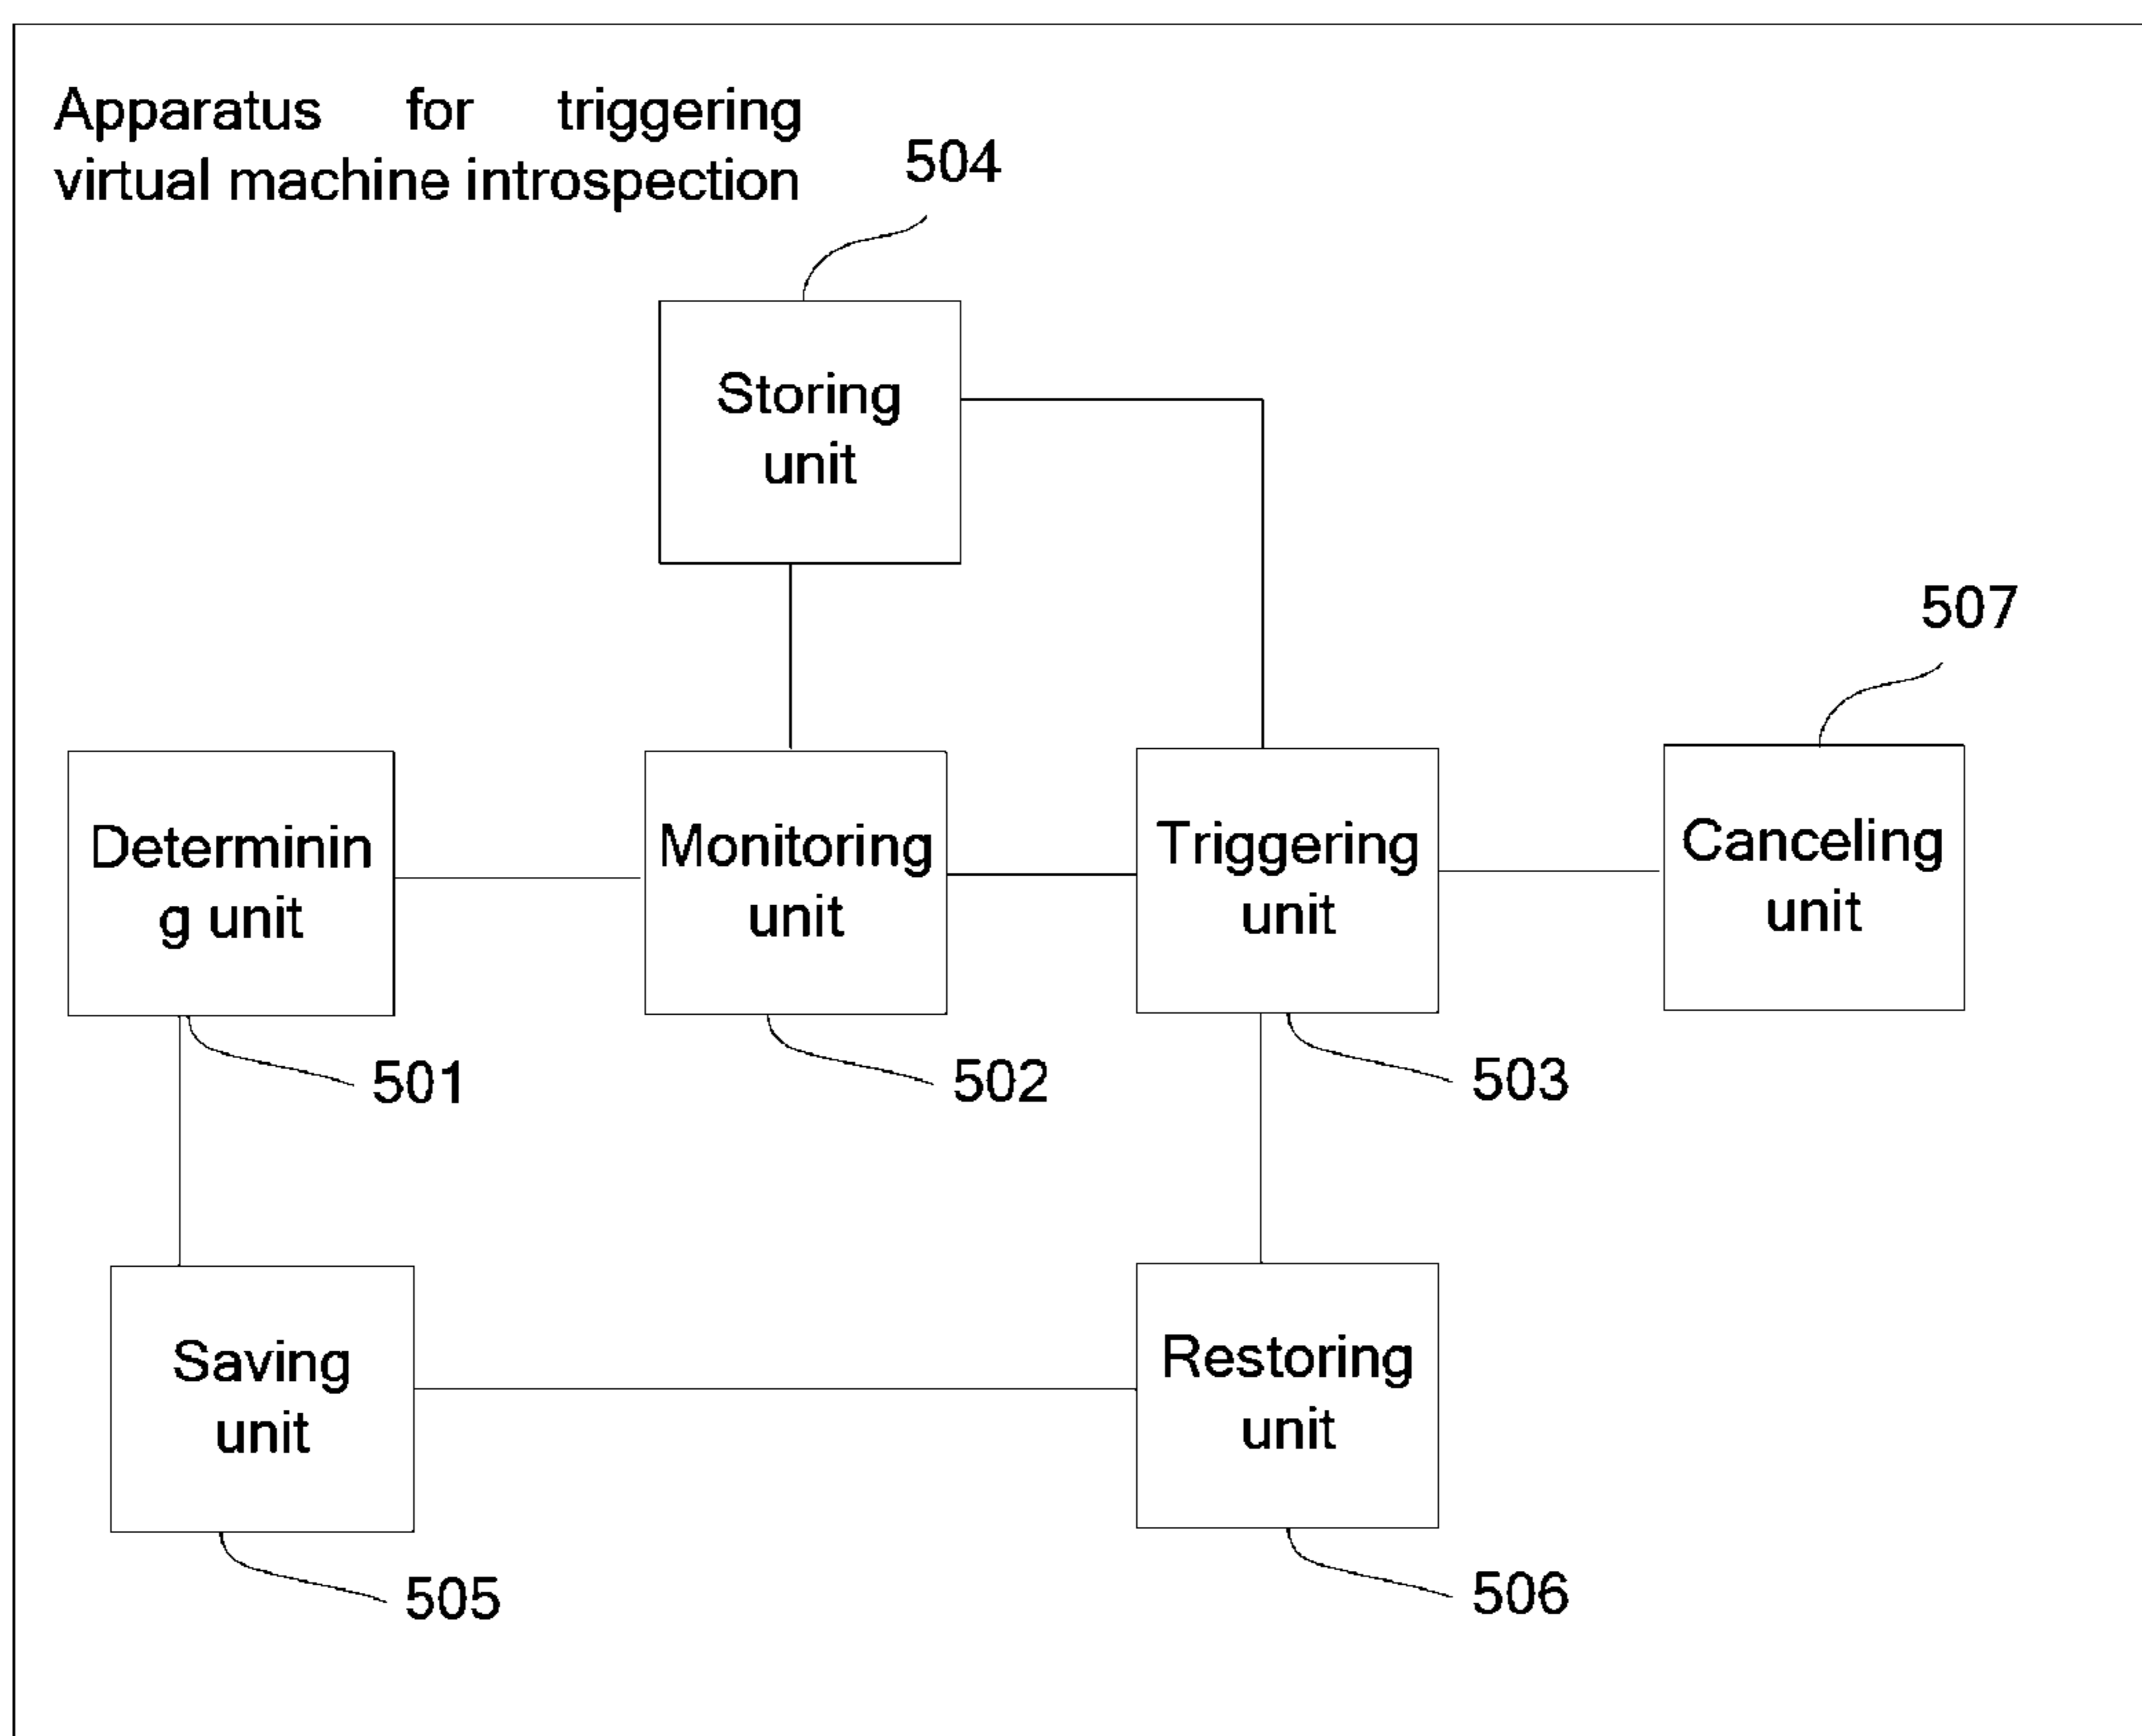 Apparatus for triggering
virtual machine introspection
504
Storing
unit
507
Determinin
g unit
Monitoring
unit
Triggering
unit
Canceling
unit
501
502
503
Saving
unit
Restoring
unit
505
506